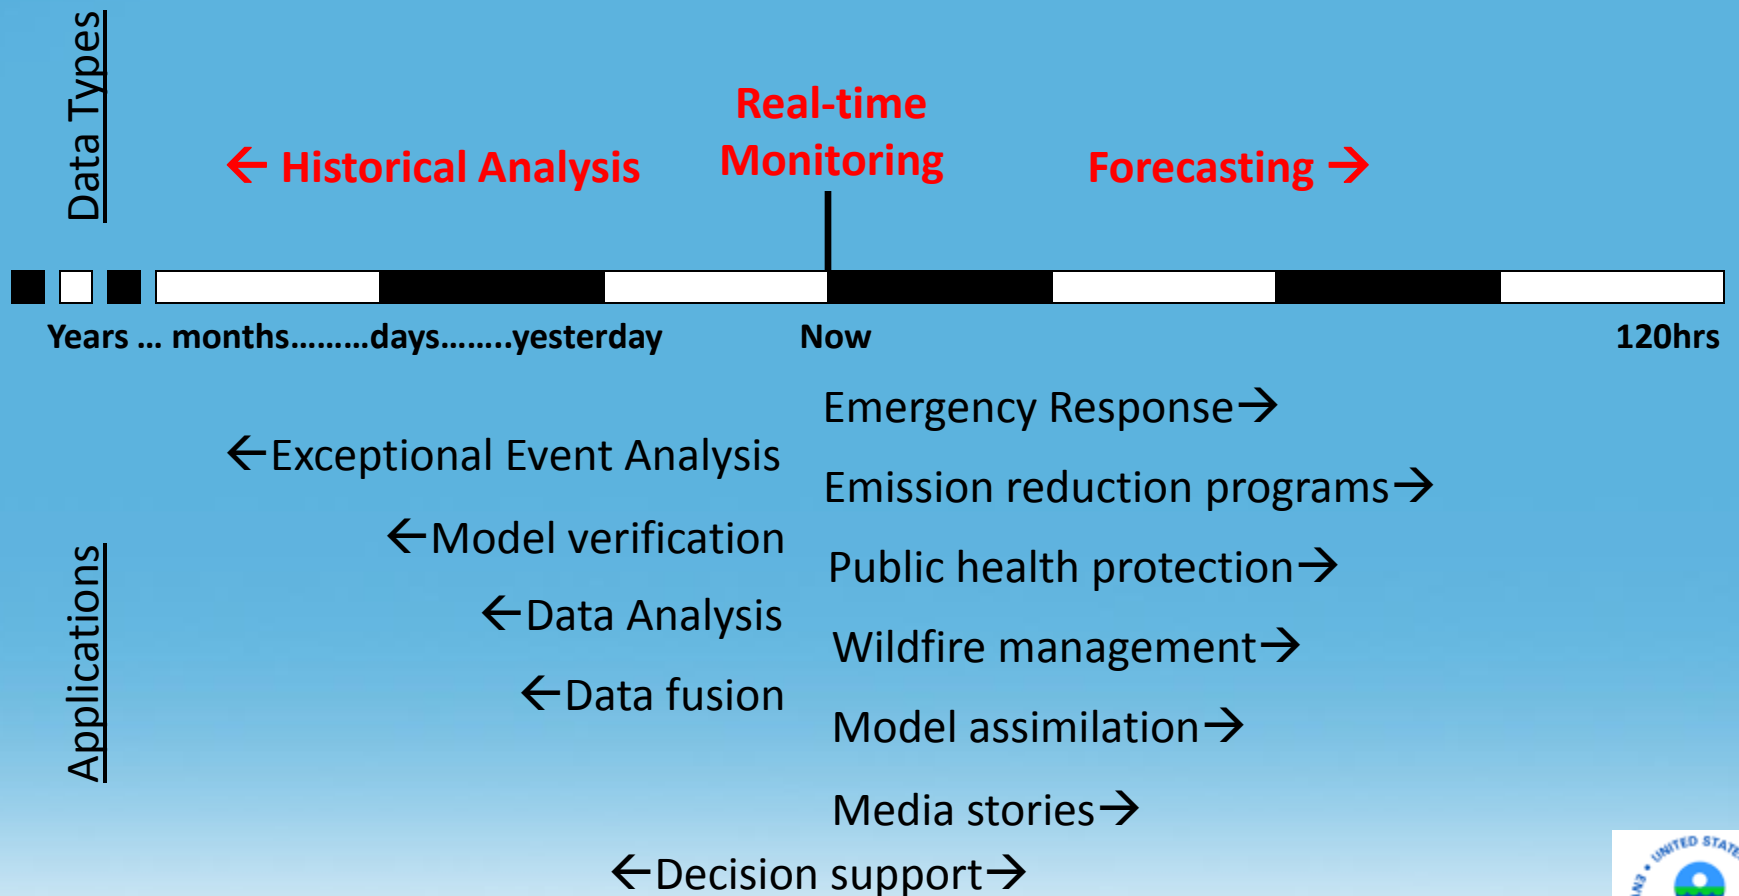 Data Types
Real-time
Monitoring
← Historical Analysis
Forecasting →
Years ... months.........days........yesterday
Now
120hrs
Applications
Emergency Response→
←Exceptional Event Analysis
Emission reduction programs→
←Model verification
Public health protection→
←Data Analysis
Wildfire management→
←Data fusion
Model assimilation→
Media stories→
←Decision support→
UNITED